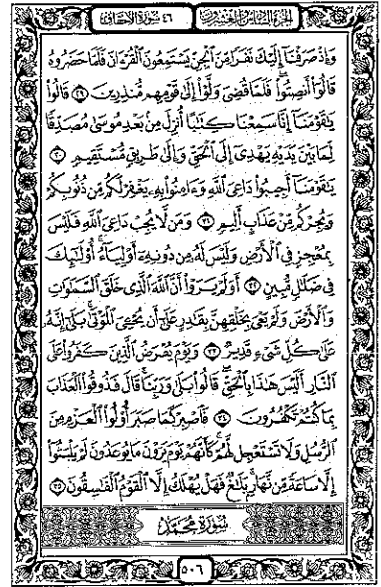 الجزء السادس والعشرون ٤٦ سورة الأحقاف
وَإِذْ صَرَفْنَآ إِلَيْكَ نَفَرًا مِّنَ ٱلْجِنِّ يَسْتَمِعُونَ ٱلْقُرْءَانَ فَلَمَّا حَضَرُوهُ
قَالُوٓا۟ أَنصِتُوا۟ ۖ فَلَمَّا قُضِىَ وَلَّوْا۟ إِلَىٰ قَوْمِهِم مُّنذِرِينَ ٢٩ قَالُوا۟
يَٰقَوْمَنَآ إِنَّا سَمِعْنَا كِتَٰبًا أُنزِلَ مِنۢ بَعْدِ مُوسَىٰ مُصَدِّقًا
لِّمَا بَيْنَ يَدَيْهِ يَهْدِىٓ إِلَى ٱلْحَقِّ وَإِلَىٰ طَرِيقٍ مُّسْتَقِيمٍ ٣٠
يَٰقَوْمَنَآ أَجِيبُوا۟ دَاعِىَ ٱللَّهِ وَءَامِنُوا۟ بِهِۦ يَغْفِرْ لَكُم مِّن ذُنُوبِكُمْ
وَيُجِرْكُم مِّنْ عَذَابٍ أَلِيمٍ ٣١ وَمَن لَّا يُجِبْ دَاعِىَ ٱللَّهِ فَلَيْسَ
بِمُعْجِزٍ فِى ٱلْأَرْضِ وَلَيْسَ لَهُۥ مِن دُونِهِۦٓ أَوْلِيَآءُ ۚ أُو۟لَٰٓئِكَ
فِى ضَلَٰلٍ مُّبِينٍ ٣٢ أَوَلَمْ يَرَوْا۟ أَنَّ ٱللَّهَ ٱلَّذِى خَلَقَ ٱلسَّمَٰوَٰتِ
وَٱلْأَرْضَ وَلَمْ يَعْىَ بِخَلْقِهِنَّ بِقَٰدِرٍ عَلَىٰٓ أَن يُحْۦِىَ ٱلْمَوْتَىٰ ۚ بَلَىٰٓ إِنَّهُۥ
عَلَىٰ كُلِّ شَىْءٍ قَدِيرٌ ٣٣ وَيَوْمَ يُعْرَضُ ٱلَّذِينَ كَفَرُوا۟ عَلَى
ٱلنَّارِ أَلَيْسَ هَٰذَا بِٱلْحَقِّ ۖ قَالُوا۟ بَلَىٰ وَرَبِّنَا ۚ قَالَ فَذُوقُوا۟ ٱلْعَذَابَ
بِمَا كُنتُمْ تَكْفُرُونَ ٣٤ فَٱصْبِرْ كَمَا صَبَرَ أُو۟لُوا۟ ٱلْعَزْمِ مِنَ
ٱلرُّسُلِ وَلَا تَسْتَعْجِل لَّهُمْ ۚ كَأَنَّهُمْ يَوْمَ يَرَوْنَ مَا يُوعَدُونَ لَمْ يَلْبَثُوٓا۟
إِلَّا سَاعَةً مِّن نَّهَارٍۭ ۚ بَلَٰغٌ ۚ فَهَلْ يُهْلَكُ إِلَّا ٱلْقَوْمُ ٱلْفَٰسِقُونَ ٣٥
سورة محمد
٥٠٦